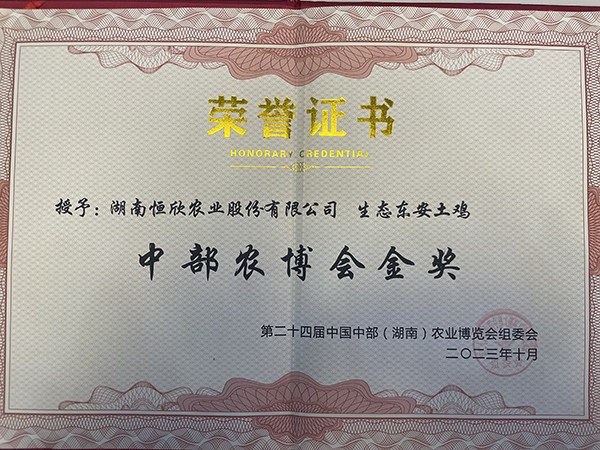 荣誉证书
HONORARY CREDENTIAL
授予：湖南恒欣农业股份有限公司 生态东安土鸡
中部农博会金奖
第二十四届中国中部（湖南）农业博览会组委会
二〇二三年十月